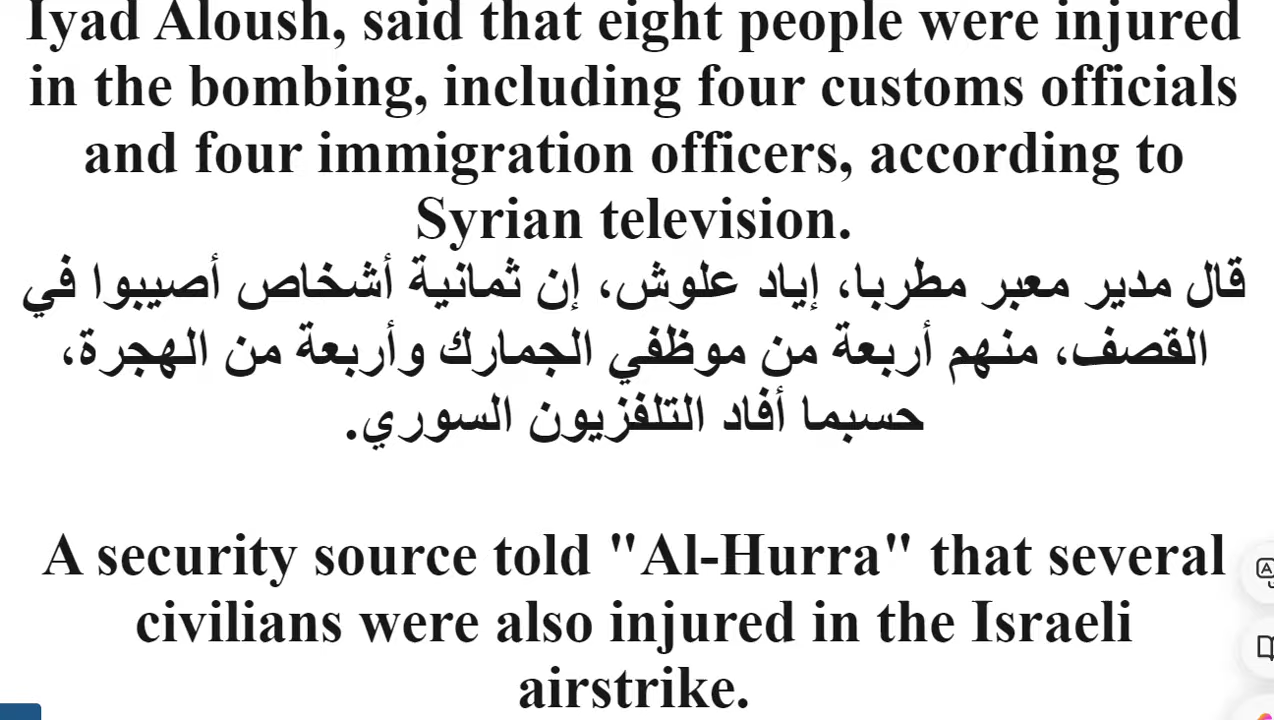 Iyad Aloush, said that eight people were injured
in the bombing, including four customs officials
and four immigration officers, according to
Syrian television.
قال مدير معبر مطربا، إياد علوش، إن ثمانية أشخاص أصيبوا في
القصف، منهم أربعة من موظفي الجمارك وأربعة من الهجرة،
حسبما أفاد التلفزيون السوري.
A security source told "Al-Hurra" that several
civilians were also injured in the Israeli
airstrike.